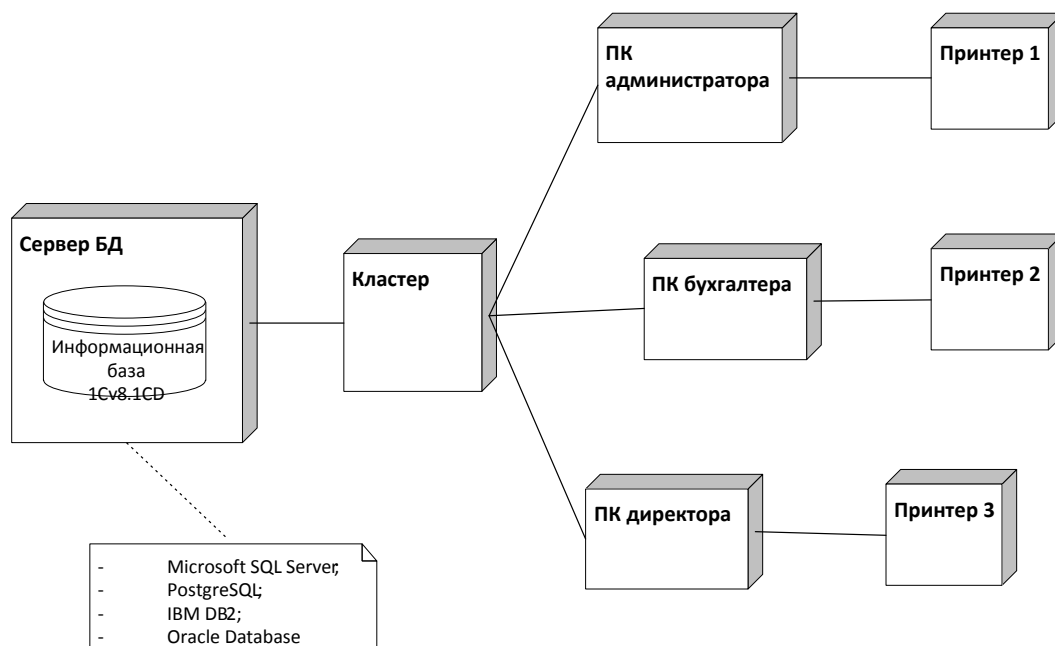 ПК
администратора
Принтер 1
Сервер БД
Информационная
база
1Cv8.1CD
Кластер
ПК бухгалтера
Принтер 2
ПК директора
Принтер 3
- Microsoft SQL Server;
- PostgreSQL;
- IBM DB2;
- Oracle Database